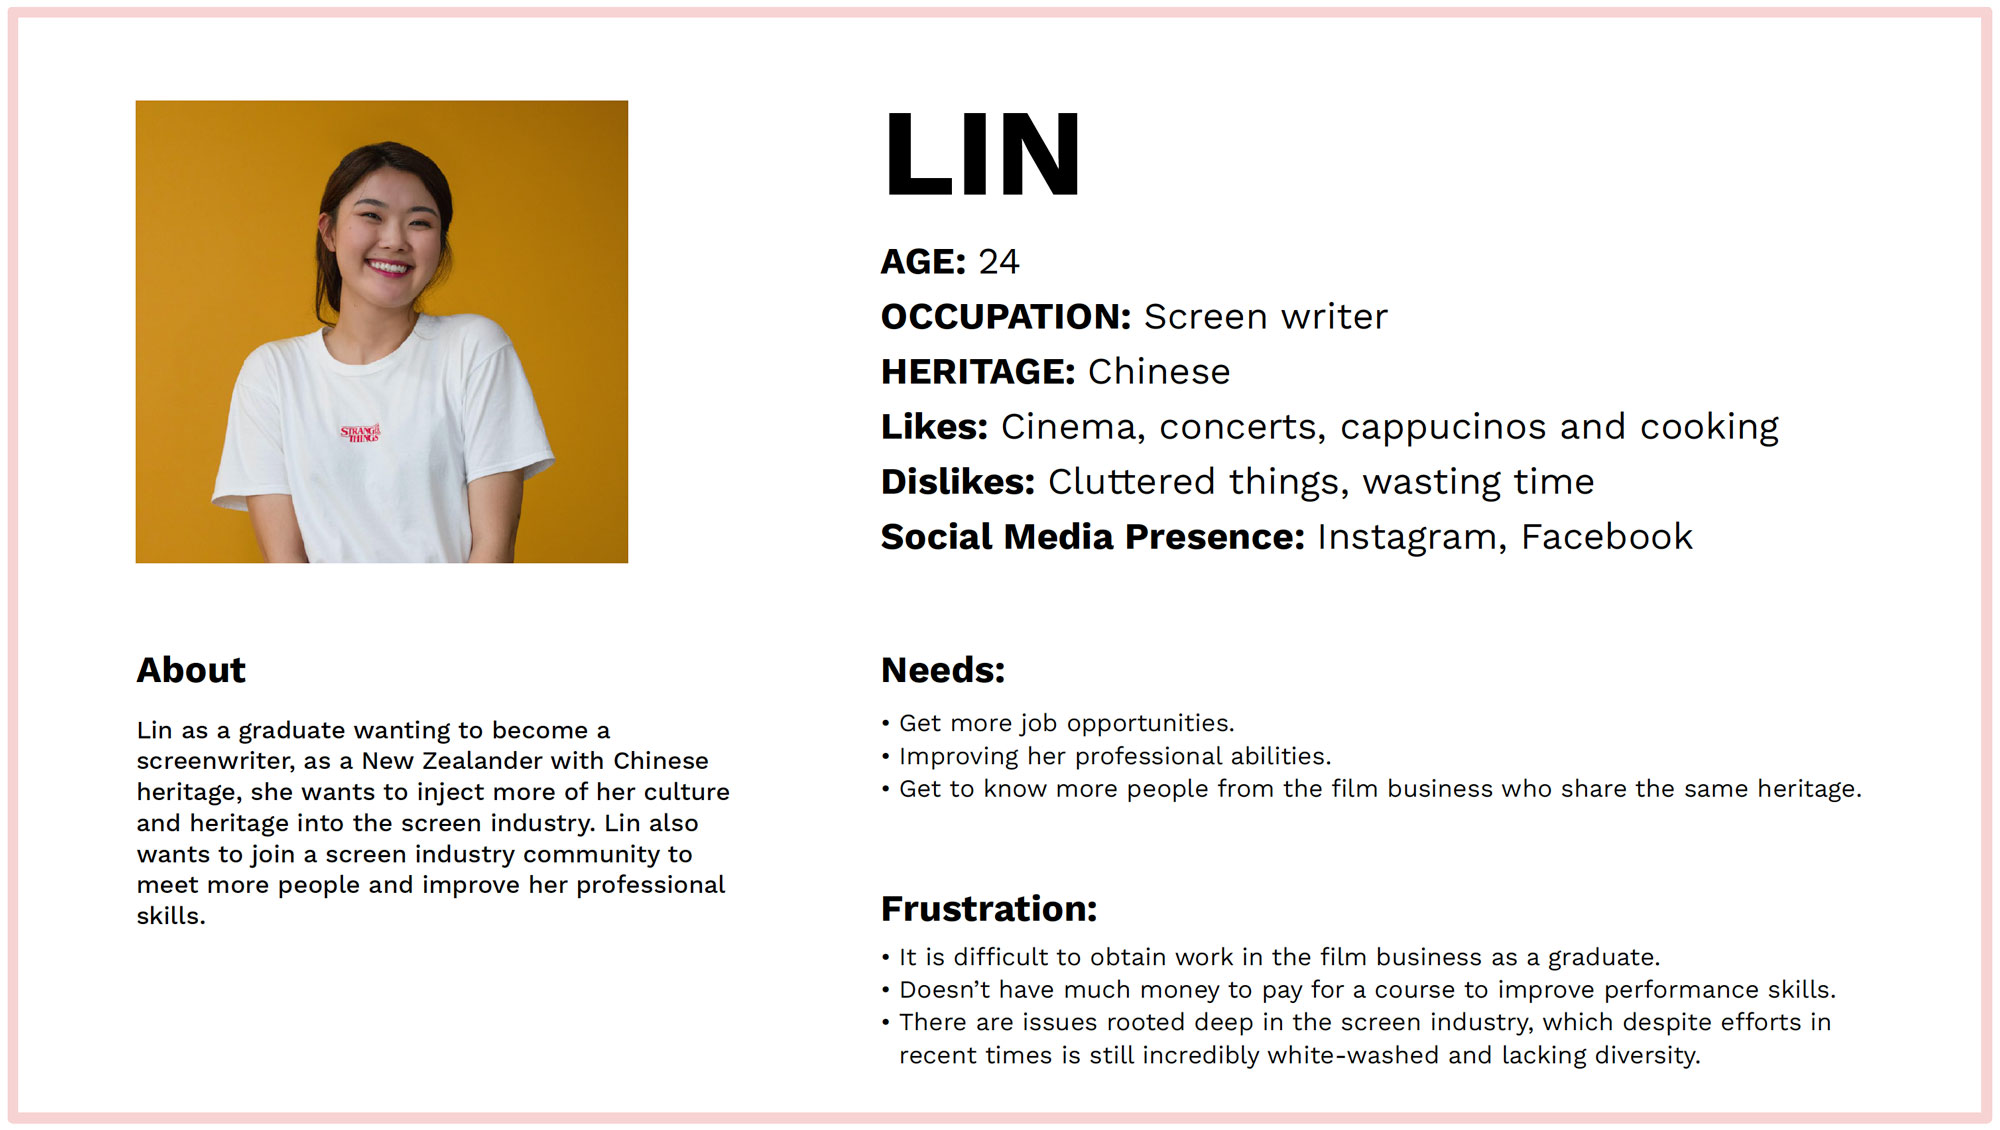 LIN
AGE: 24
OCCUPATION: Screen writer
HERITAGE: Chinese
Likes: Cinema, concerts, cappucinos and cooking
Dislikes: Cluttered things, wasting time
Social Media Presence: Instagram, Facebook
STRANGER
THINGS
About
Lin as a graduate wanting to become a
screenwriter, as a New Zealander with Chinese
heritage, she wants to inject more of her culture
and heritage into the screen industry. Lin also
wants to join a screen industry community to
meet more people and improve her professional
skills.
Needs:
• Get more job opportunities.
• Improving her professional abilities.
• Get to know more people from the film business who share the same heritage.
Frustration:
• It is difficult to obtain work in the film business as a graduate.
• Doesn’t have much money to pay for a course to improve performance skills.
• There are issues rooted deep in the screen industry, which despite efforts in
recent times is still incredibly white-washed and lacking diversity.